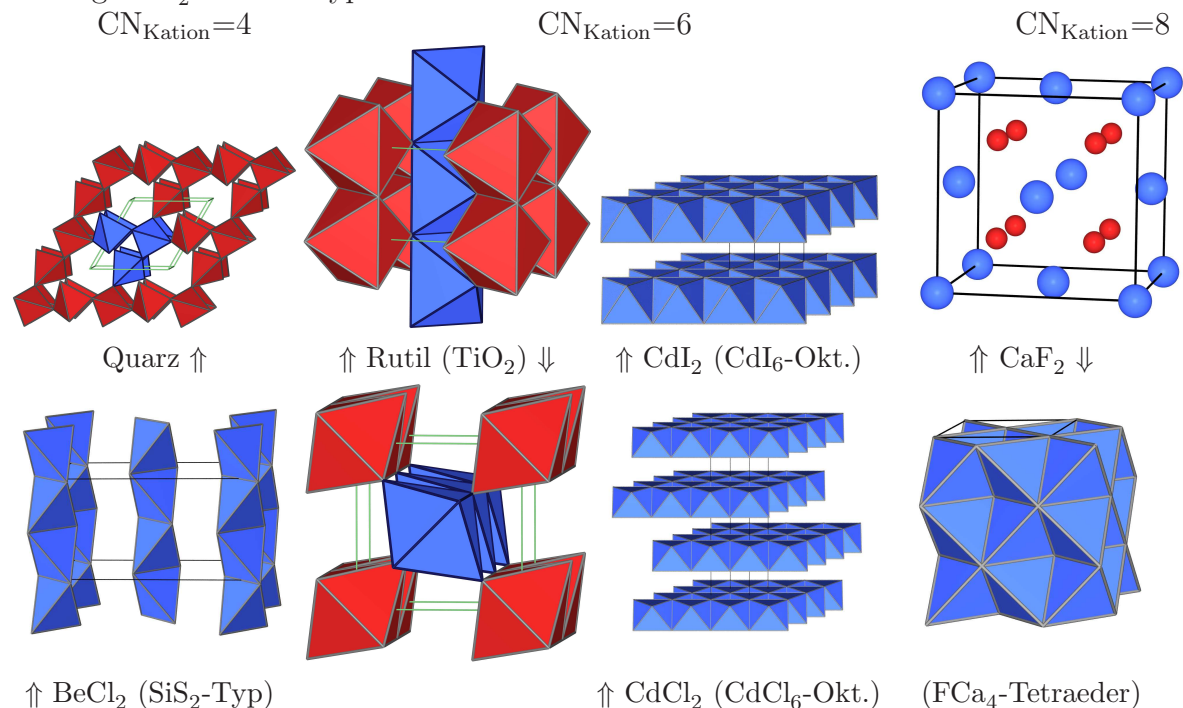 CN_Kation=4 CN_Kation=6 CN_Kation=8
Quarz ⇑ ⇑ Rutil (TiO₂) ⇓ ⇑ CdI₂ (CdI₆-Okt.) ⇑ CaF₂ ⇓
⇑ BeCl₂ (SiS₂-Typ) ⇑ CdCl₂ (CdCl₆-Okt.) (FCa₄-Tetraeder)